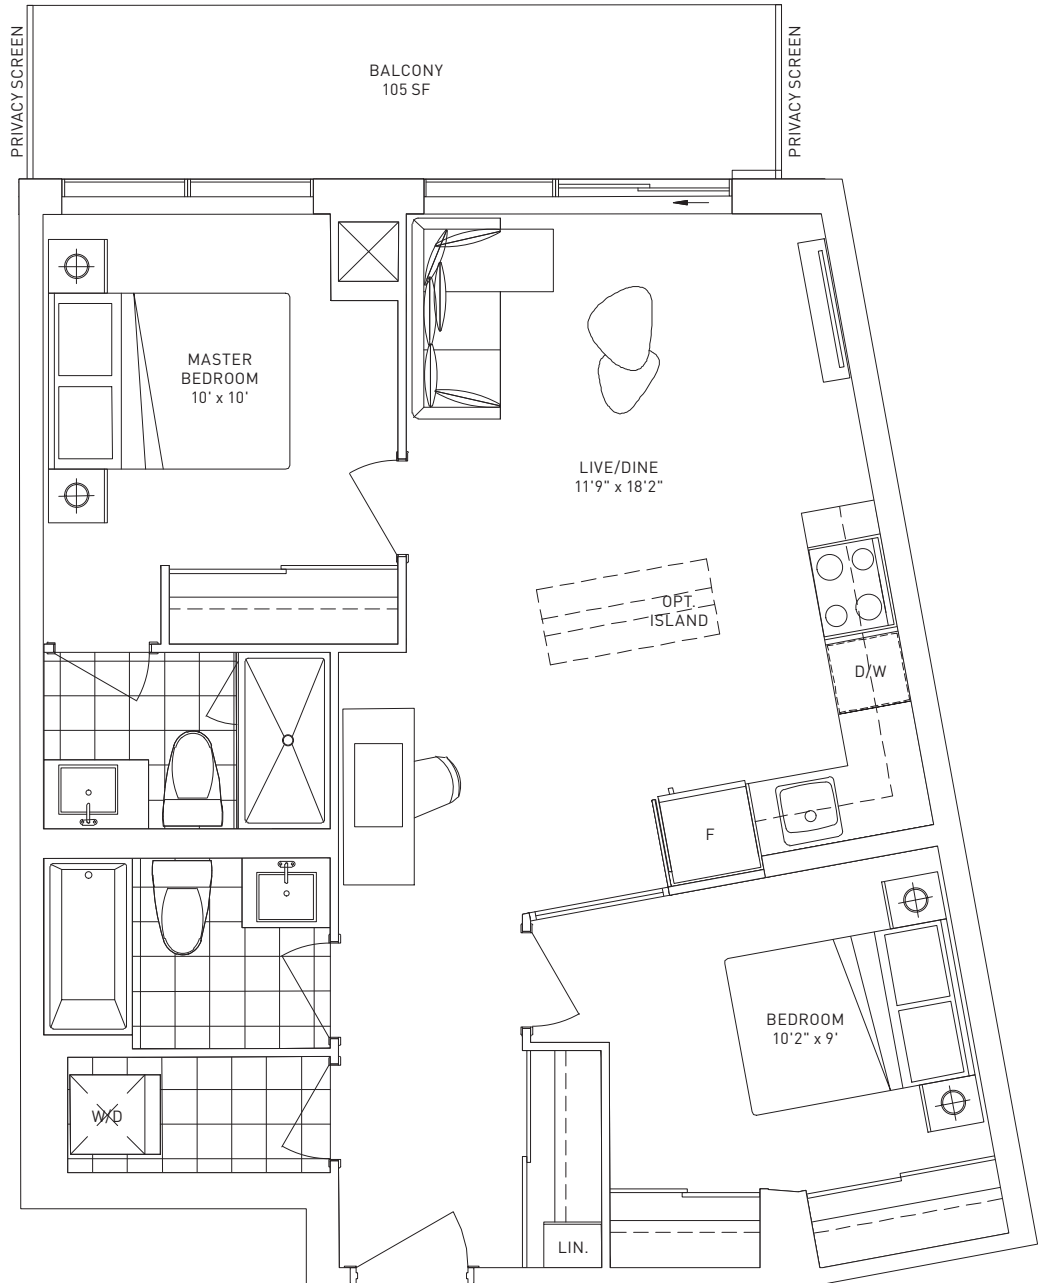 PRIVACY SCREEN
BALCONY
105 SF
PRIVACY SCREEN
MASTER
BEDROOM
10' x 10'
LIVE/DINE
11'9" x 18'2"
OPT.
ISLAND
D/W
F
BEDROOM
10'2" x 9'
W/D
LIN.